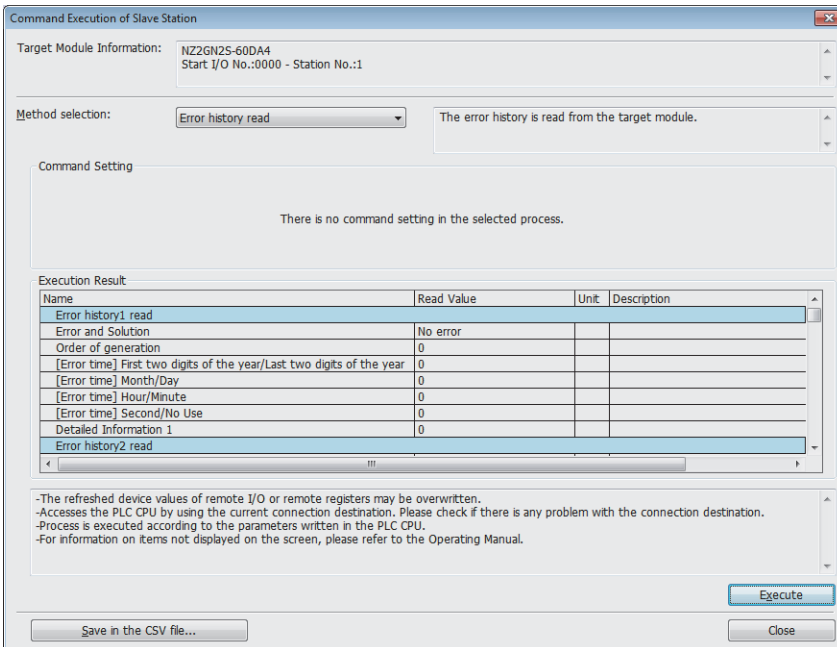 Command Execution of Slave Station
Target Module Information: NZ2GN2S-60DA4
Start I/O No.:0000 - Station No.:1
Method selection: Error history read The error history is read from the target module.
Command Setting
There is no command setting in the selected process.
Execution Result
Name Read Value Unit Description
Error history1 read
Error and Solution No error
Order of generation 0
[Error time] First two digits of the year/Last two digits of the year 0
[Error time] Month/Day 0
[Error time] Hour/Minute 0
[Error time] Second/No Use 0
Detailed Information 1 0
Error history2 read
-The refreshed device values of remote I/O or remote registers may be overwritten.
-Accesses the PLC CPU by using the current connection destination. Please check if there is any problem with the connection destination.
-Process is executed according to the parameters written in the PLC CPU.
-For information on items not displayed on the screen, please refer to the Operating Manual.
Execute
Save in the CSV file... Close